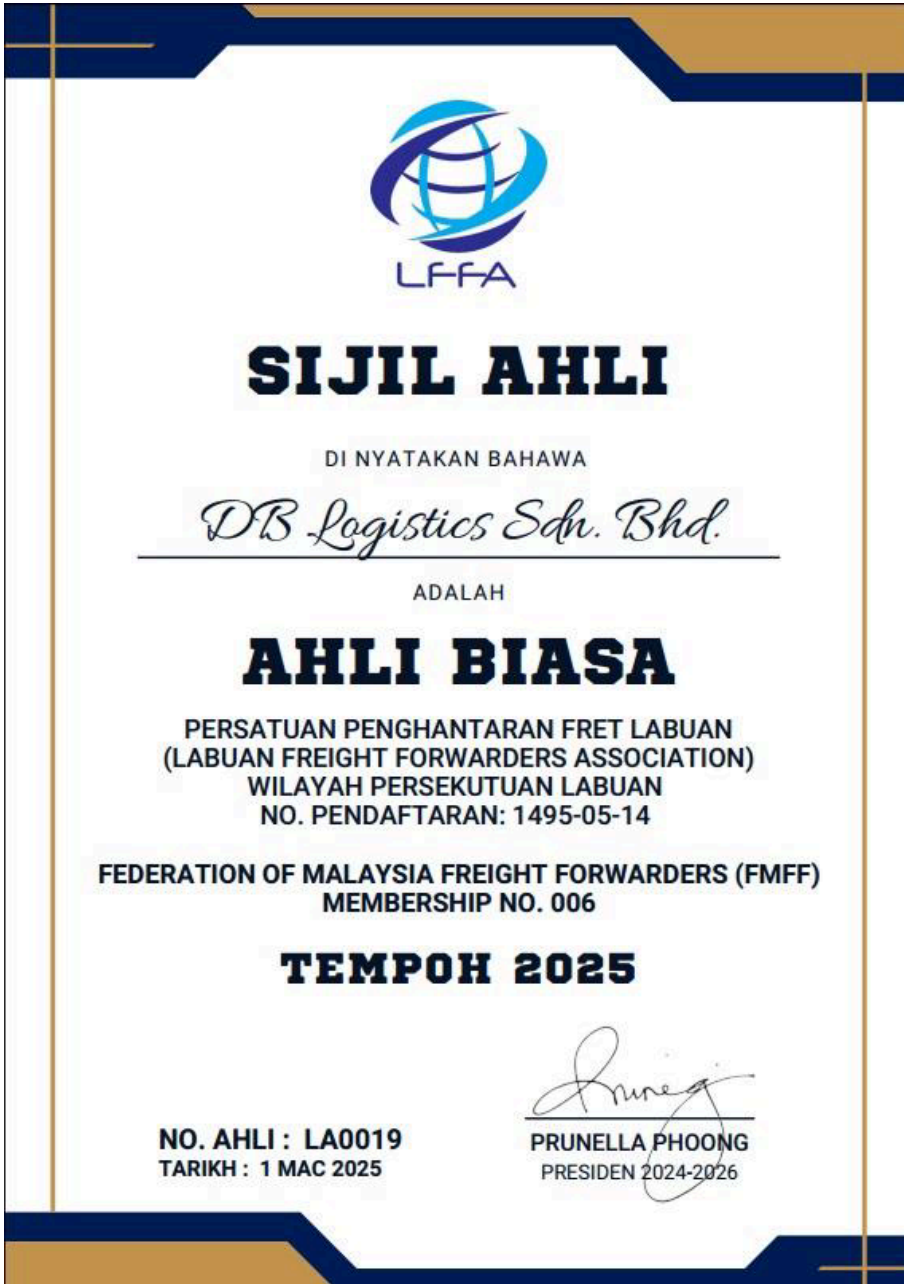 LFFA
SIJIL AHLI
DI NYATAKAN BAHAWA
DB Logistics Sdn. Bhd.
ADALAH
AHLI BIASA
PERSATUAN PENGHANTARAN FRET LABUAN
(LABUAN FREIGHT FORWARDERS ASSOCIATION)
WILAYAH PERSEKUTUAN LABUAN
NO. PENDAFTARAN: 1495-05-14
FEDERATION OF MALAYSIA FREIGHT FORWARDERS (FMFF)
MEMBERSHIP NO. 006
TEMPOH 2025
NO. AHLI : LA0019
TARIKH : 1 MAC 2025
PRUNELLA PHOONG
PRESIDEN 2024-2026